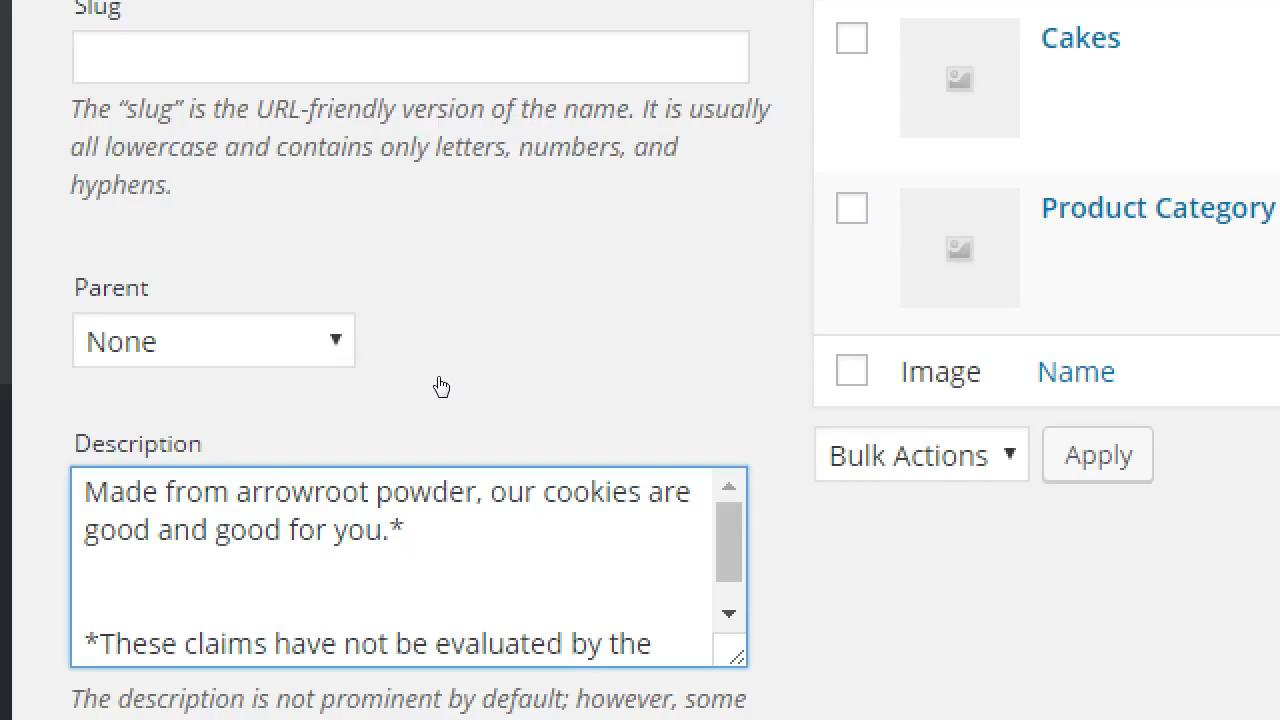 Slug
The “slug” is the URL-friendly version of the name. It is usually
all lowercase and contains only letters, numbers, and
hyphens.
Parent
None
Description
Made from arrowroot powder, our cookies are
good and good for you.*
*These claims have not be evaluated by the
The description is not prominent by default; however, some
Cakes
Product Category
Image Name
Bulk Actions Apply